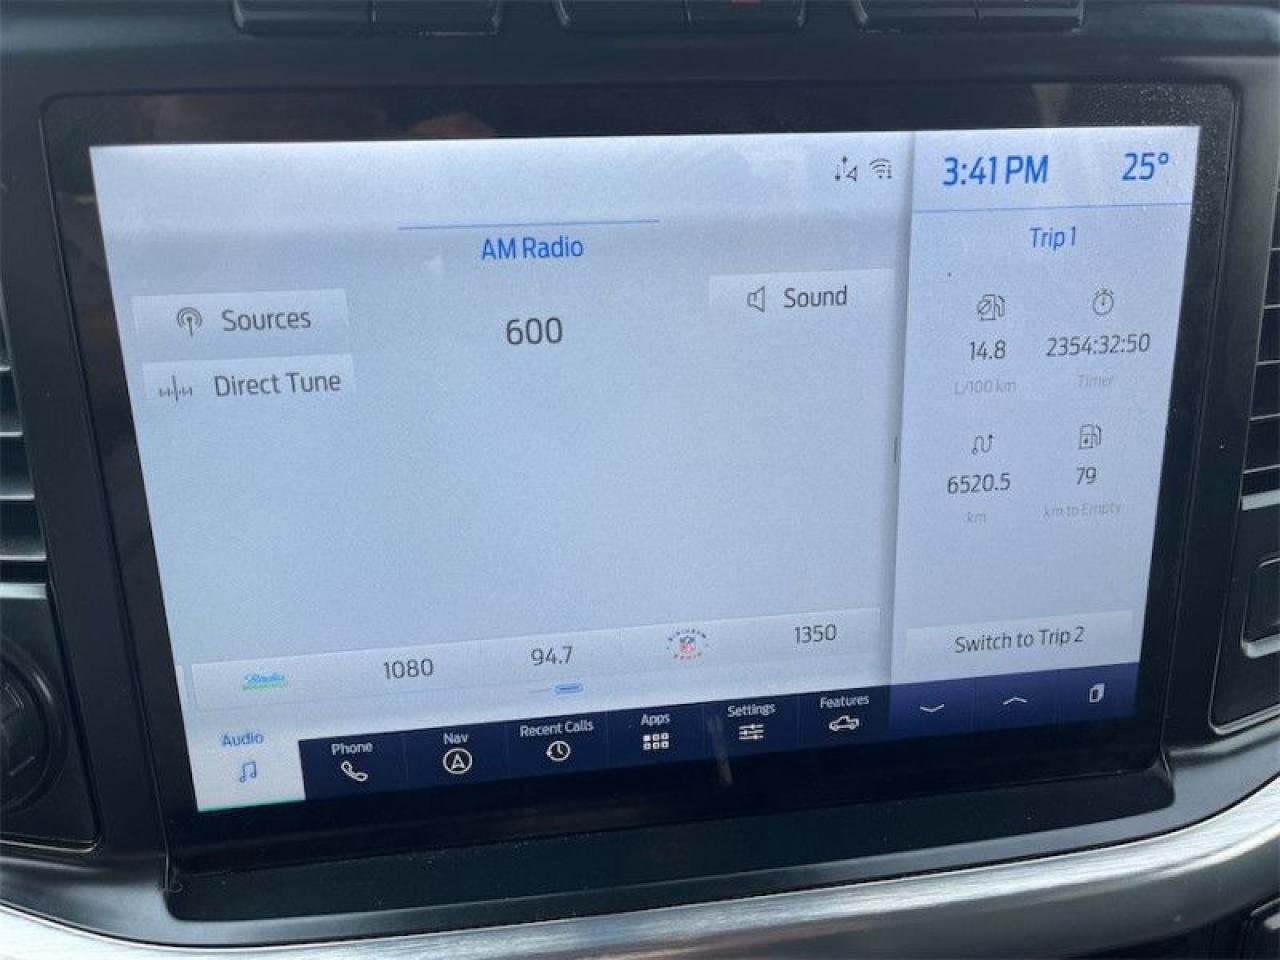 3:41 PM
25°
AM Radio
Trip 1
Sources
600
Sound
Direct Tune
14.8
2354:32:50
L/100 km
Timer
6520.5
79
km
km to Empty
Switch to Trip 2
Radio
1080
94.7
1350
Audio
Phone
Nav
Recent Calls
Apps
Settings
Features